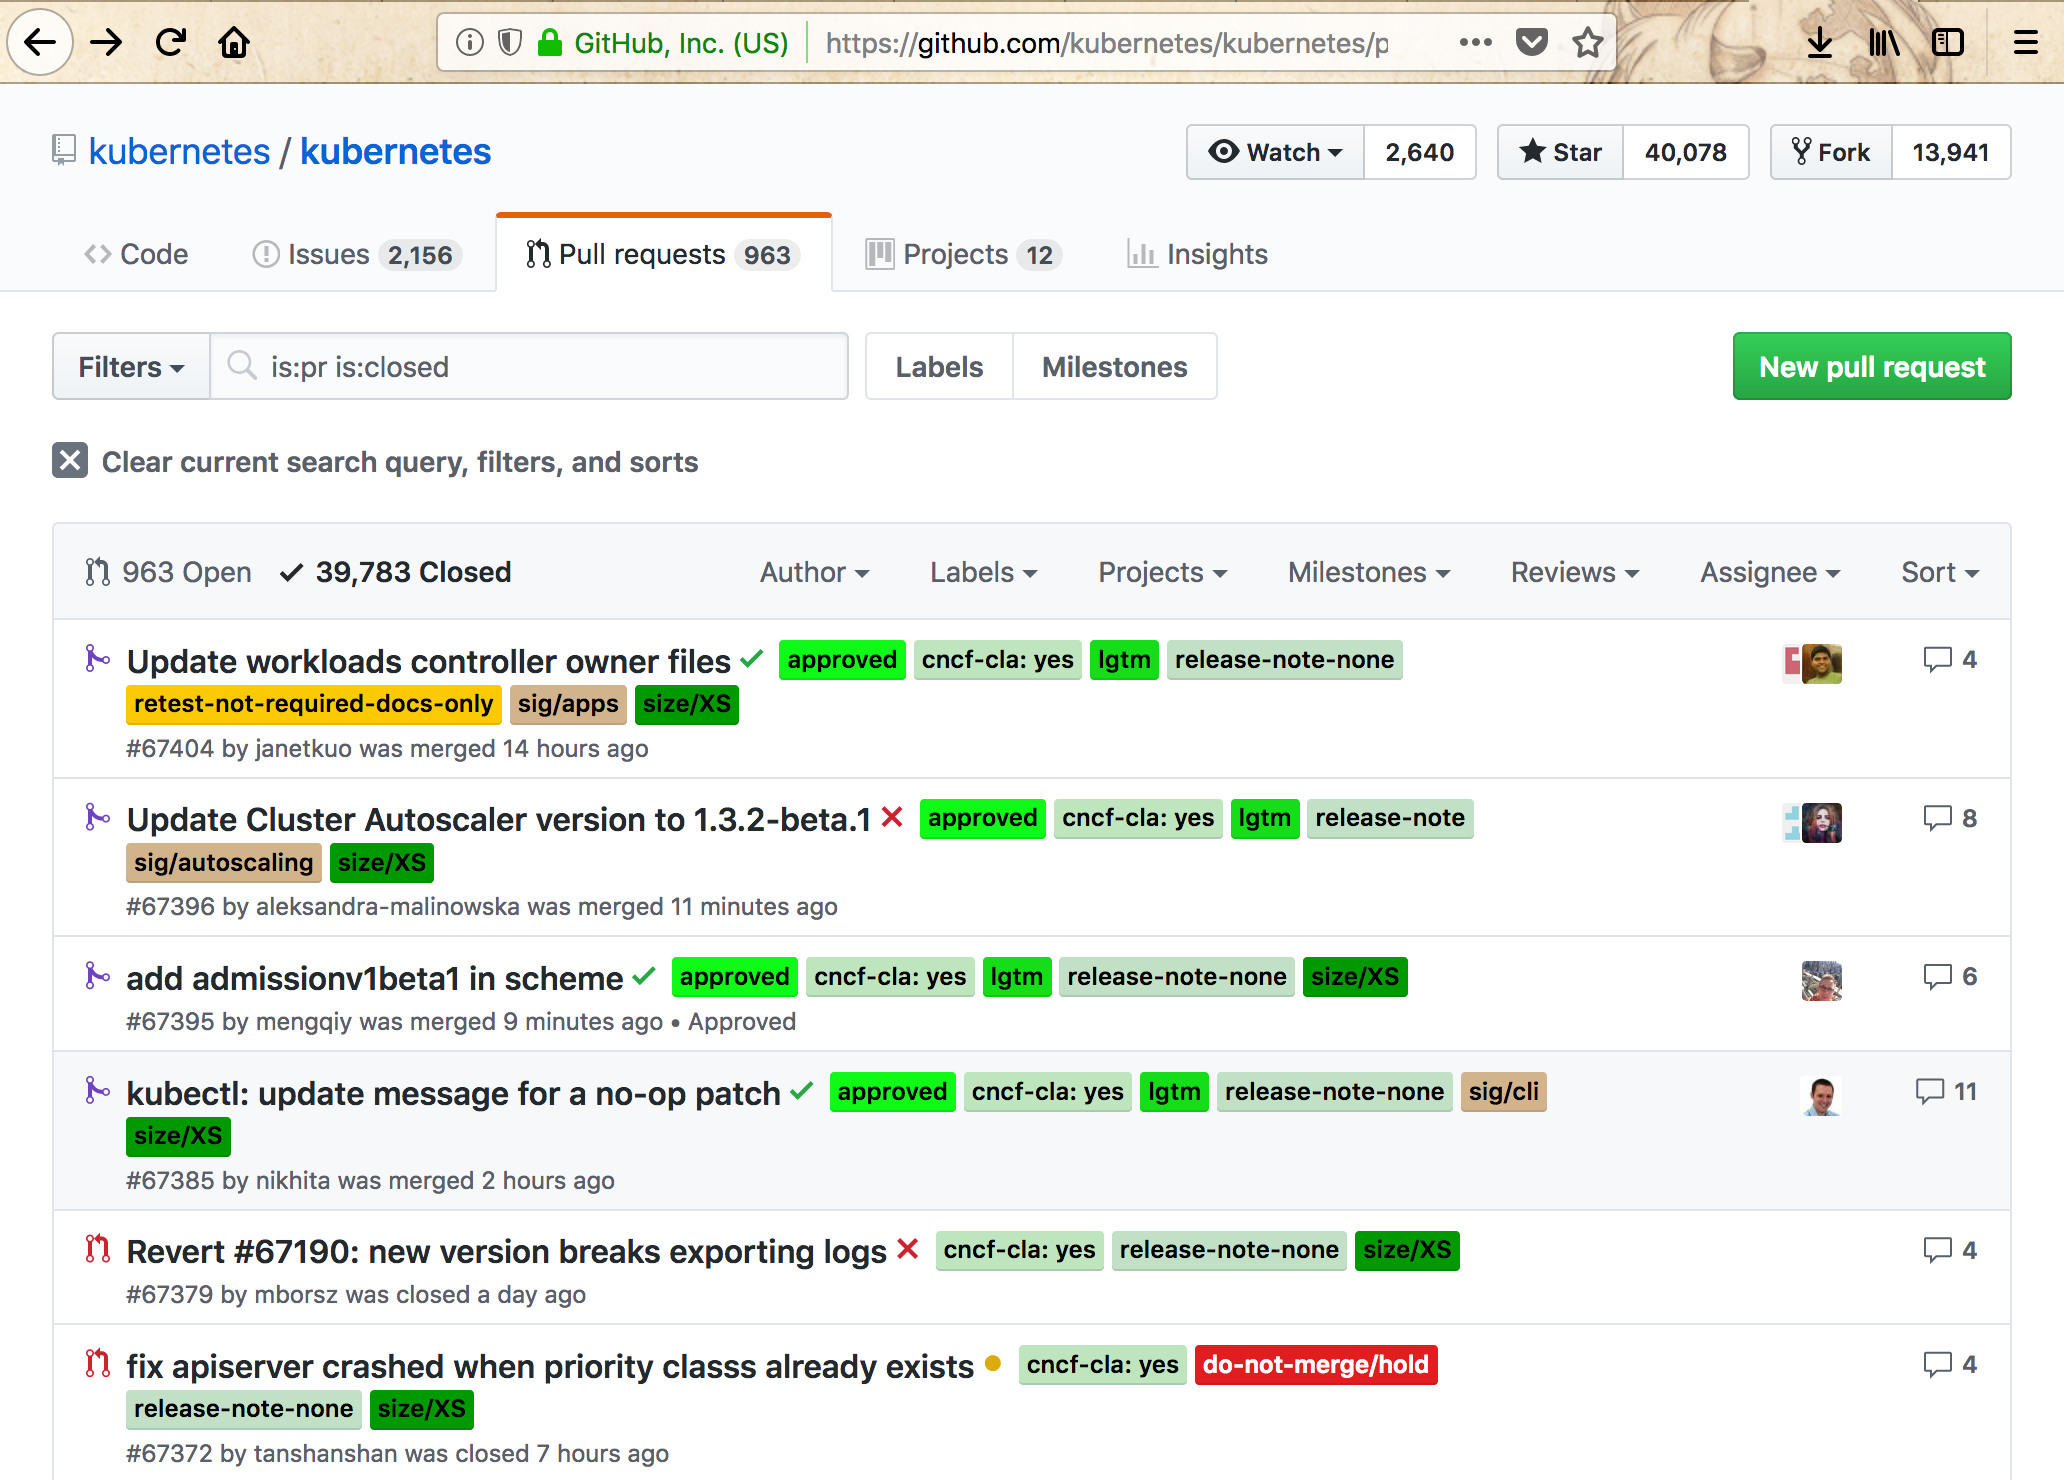 GitHub, Inc. (US) https://github.com/kubernetes/kubernetes/p
kubernetes / kubernetes Watch 2,640 Star 40,078 Fork 13,941
Code Issues 2,156 Pull requests 963 Projects 12 Insights
Filters is:pr is:closed Labels Milestones New pull request
Clear current search query, filters, and sorts
963 Open 39,783 Closed Author Labels Projects Milestones Reviews Assignee Sort
Update workloads controller owner files approved cncf-cla: yes lgtm release-note-none 4
retest-not-required-docs-only sig/apps size/XS
#67404 by janetkuo was merged 14 hours ago
Update Cluster Autoscaler version to 1.3.2-beta.1 approved cncf-cla: yes lgtm release-note 8
sig/autoscaling size/XS
#67396 by aleksandra-malinowska was merged 11 minutes ago
add admissionv1beta1 in scheme approved cncf-cla: yes lgtm release-note-none size/XS 6
#67395 by mengqiy was merged 9 minutes ago • Approved
kubectl: update message for a no-op patch approved cncf-cla: yes lgtm release-note-none sig/cli 11
size/XS
#67385 by nikhita was merged 2 hours ago
Revert #67190: new version breaks exporting logs cncf-cla: yes release-note-none size/XS 4
#67379 by mborsz was closed a day ago
fix apiserver crashed when priority classs already exists cncf-cla: yes do-not-merge/hold 4
release-note-none size/XS
#67372 by tanshanshan was closed 7 hours ago